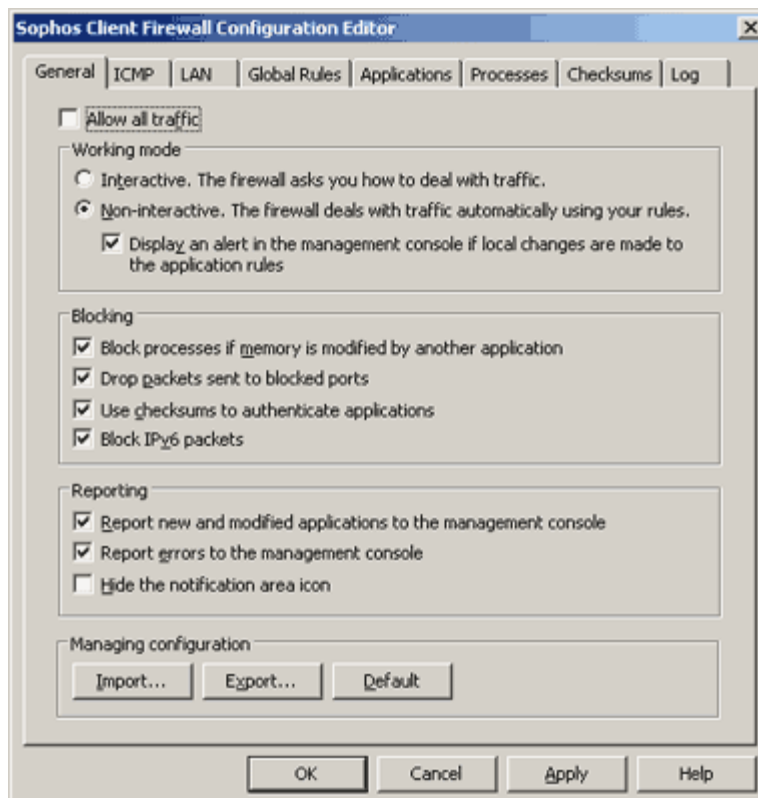 Sophos Client Firewall Configuration Editor
General ICMP LAN Global Rules Applications Processes Checksums Log
Allow all traffic
Working mode
Interactive. The firewall asks you how to deal with traffic.
Non-interactive. The firewall deals with traffic automatically using your rules.
Display an alert in the management console if local changes are made to
the application rules
Blocking
Block processes if memory is modified by another application
Drop packets sent to blocked ports
Use checksums to authenticate applications
Block IPv6 packets
Reporting
Report new and modified applications to the management console
Report errors to the management console
Hide the notification area icon
Managing configuration
Import... Export... Default
OK Cancel Apply Help